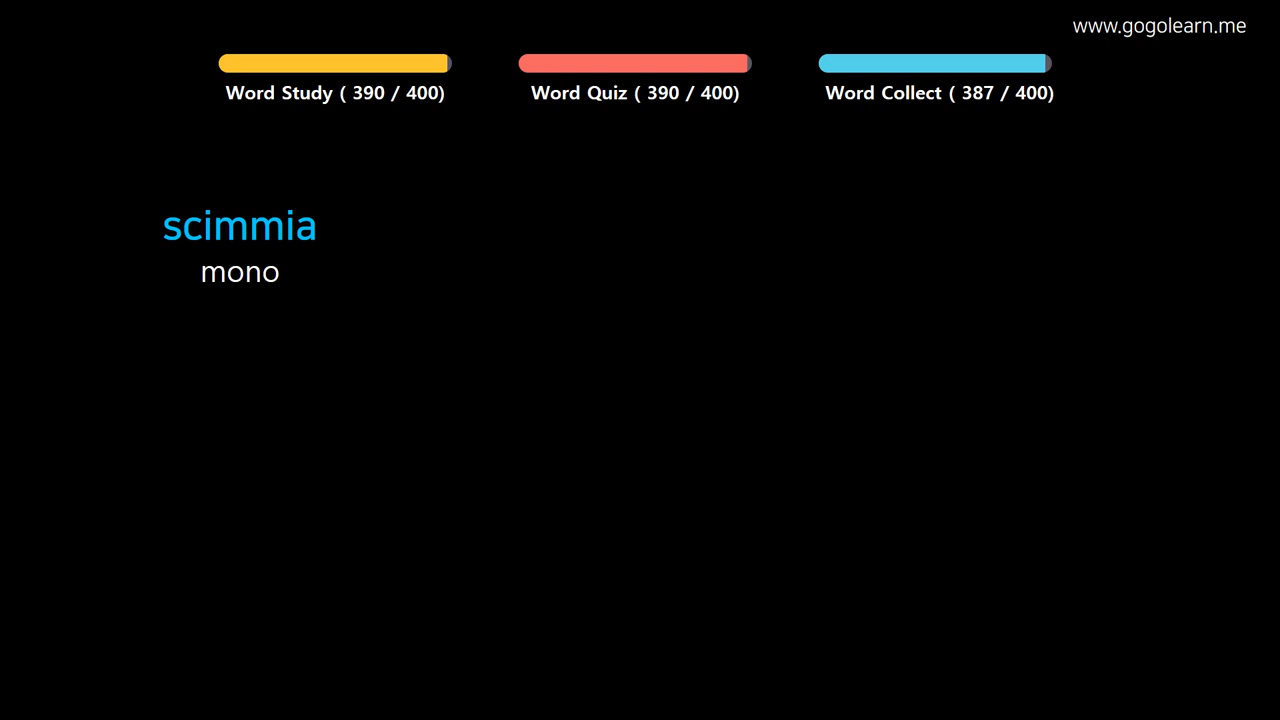 www.gogolearn.me
Word Study ( 390 / 400)
Word Quiz ( 390 / 400)
Word Collect ( 387 / 400)
scimmia
mono